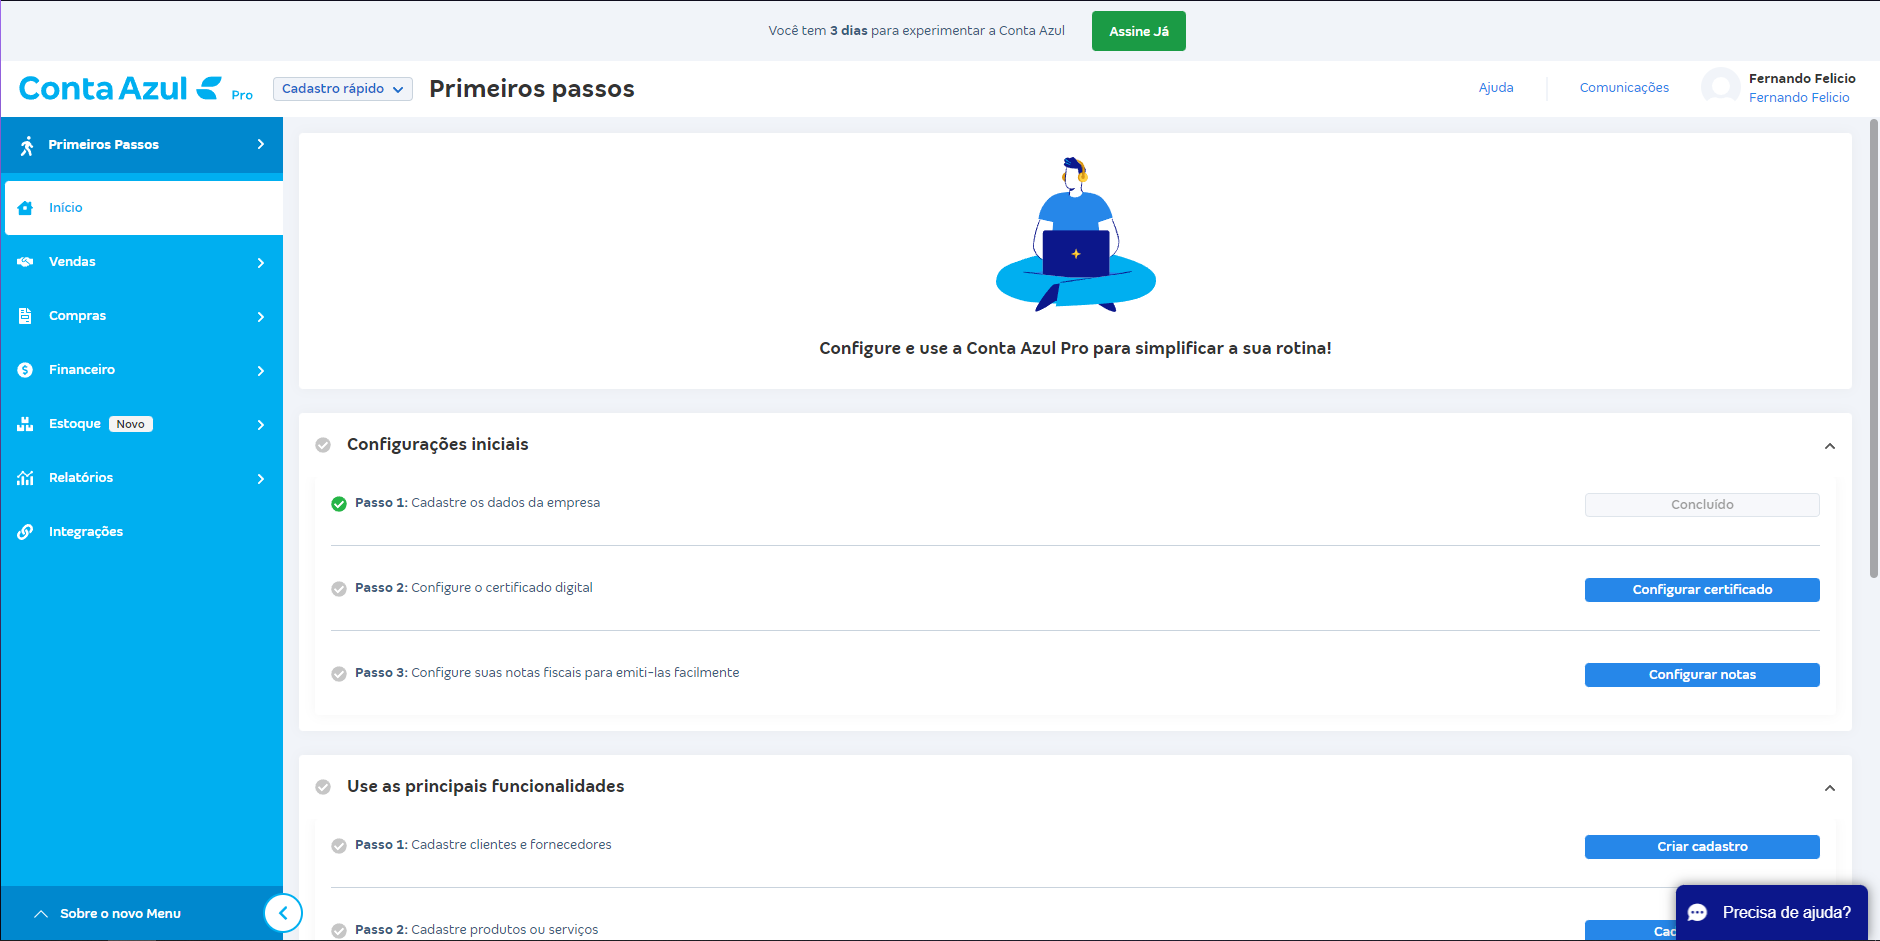 Você tem 3 dias para experimentar a Conta Azul
Assine Já
Conta Azul Pro
Cadastro rápido
Primeiros passos
Ajuda
Comunicações
Fernando Felicio
Fernando Felicio
Primeiros Passos
Início
Vendas
Compras
Financeiro
Estoque Novo
Relatórios
Integrações
Sobre o novo Menu
Configure e use a Conta Azul Pro para simplificar a sua rotina!
Configurações iniciais
Passo 1: Cadastre os dados da empresa
Concluído
Passo 2: Configure o certificado digital
Configurar certificado
Passo 3: Configure suas notas fiscais para emiti-las facilmente
Configurar notas
Use as principais funcionalidades
Passo 1: Cadastre clientes e fornecedores
Criar cadastro
Passo 2: Cadastre produtos ou serviços
Precisa de ajuda?